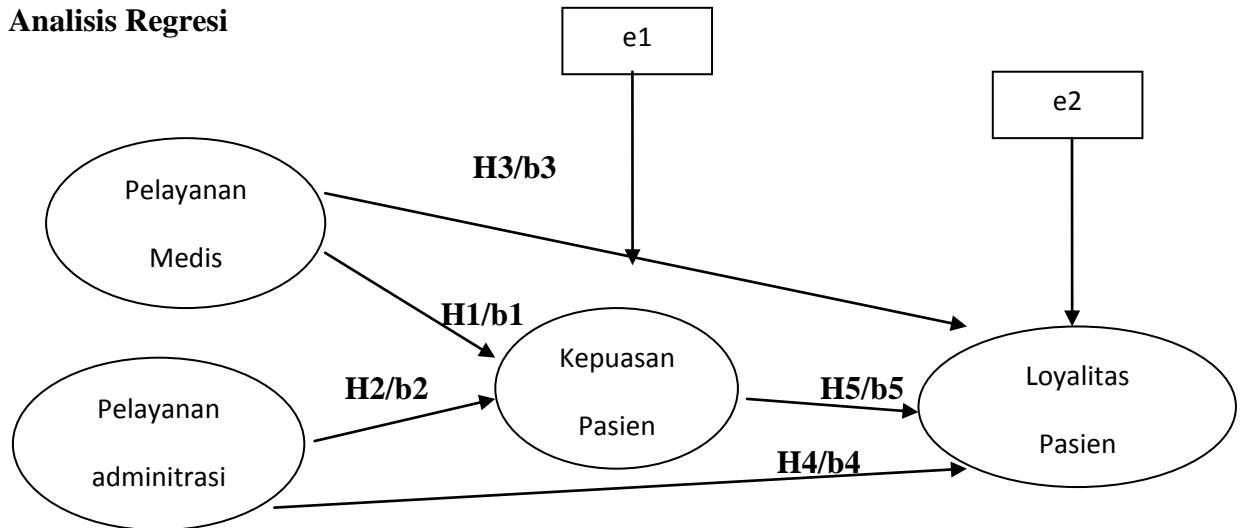 Analisis Regresi
e1
e2
H3/b3
Pelayanan
Medis
H1/b1
Kepuasan
Pasien
H2/b2
H5/b5
Loyalitas
Pasien
Pelayanan
adminitrasi
H4/b4